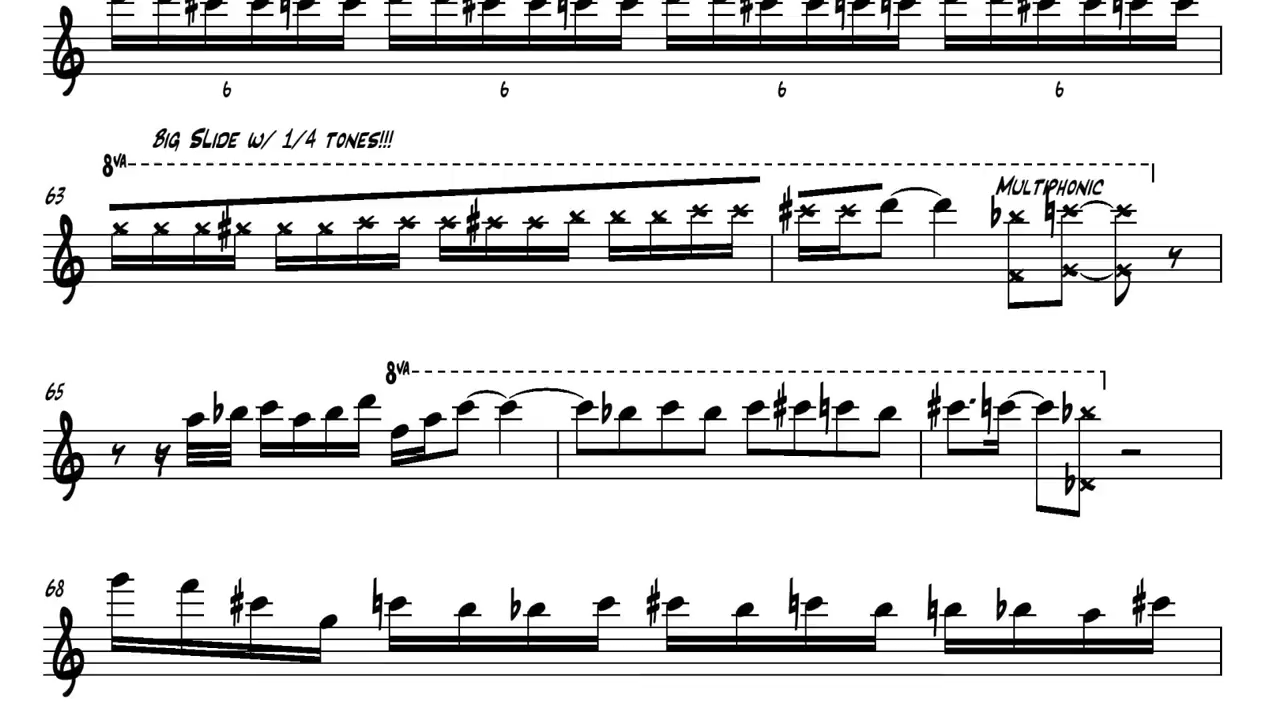 6 6 6 6
Big Slide w/ 1/4 tones!!!
8va
63
Multiphonic
65
8va
68